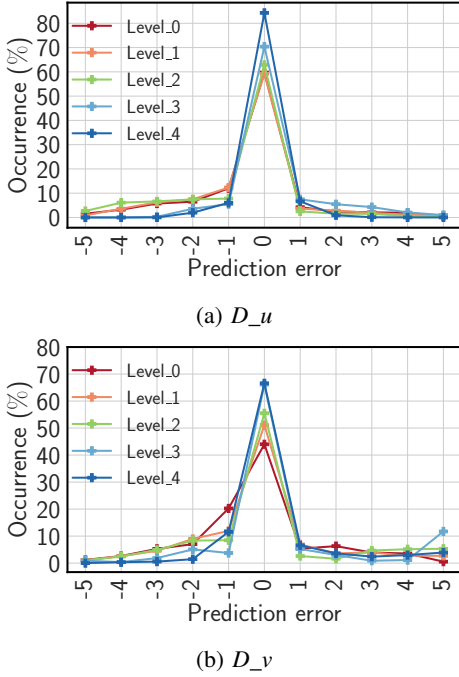 80
70
60
50
40
30
20
10
0
Occurrence (%)
Level_0
Level_1
Level_2
Level_3
Level_4
-5 -4 -3 -2 -1 0 1 2 3 4 5
Prediction error
(a) D_u
80
70
60
50
40
30
20
10
0
Occurrence (%)
Level_0
Level_1
Level_2
Level_3
Level_4
-5 -4 -3 -2 -1 0 1 2 3 4 5
Prediction error
(b) D_v